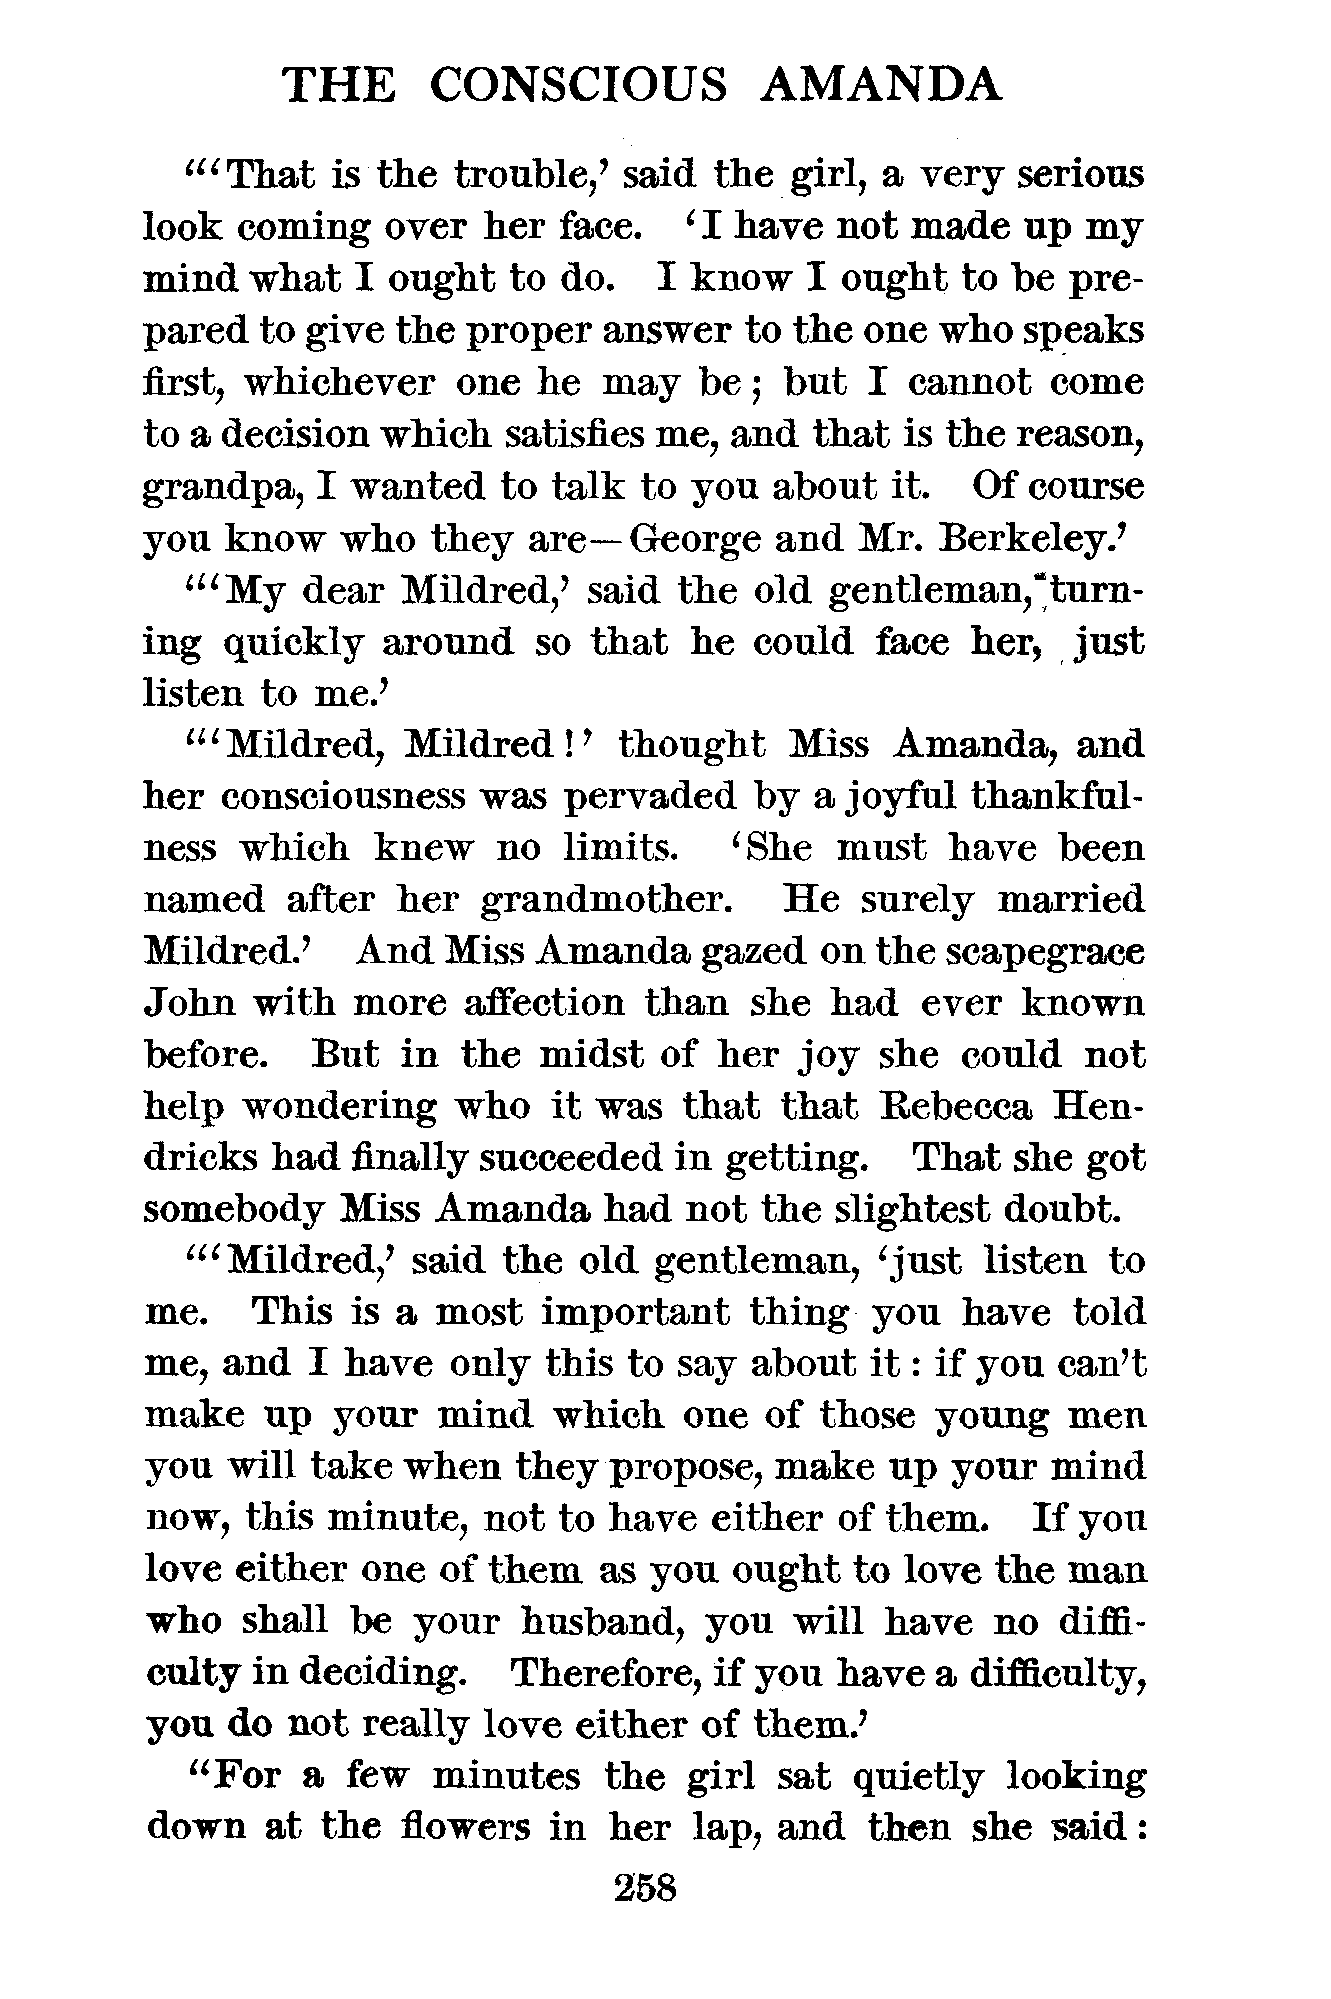 THE CONSCIOUS AMANDA
"'That is the trouble,' said the girl, a very serious
look coming over her face. 'I have not made up my
mind what I ought to do. I know I ought to be pre-
pared to give the proper answer to the one who speaks
first, whichever one he may be; but I cannot come
to a decision which satisfies me, and that is the reason,
grandpa, I wanted to talk to you about it. Of course
you know who they are—George and Mr. Berkeley.'
"'My dear Mildred,' said the old gentleman, turn-
ing quickly around so that he could face her, just
listen to me.'
"'Mildred, Mildred!' thought Miss Amanda, and
her consciousness was pervaded by a joyful thankful-
ness which knew no limits. 'She must have been
named after her grandmother. He surely married
Mildred.' And Miss Amanda gazed on the scapegrace
John with more affection than she had ever known
before. But in the midst of her joy she could not
help wondering who it was that that Rebecca Hen-
dricks had finally succeeded in getting. That she got
somebody Miss Amanda had not the slightest doubt.
"'Mildred,' said the old gentleman, 'just listen to
me. This is a most important thing you have told
me, and I have only this to say about it: if you can't
make up your mind which one of those young men
you will take when they propose, make up your mind
now, this minute, not to have either of them. If you
love either one of them as you ought to love the man
who shall be your husband, you will have no diffi-
culty in deciding. Therefore, if you have a difficulty,
you do not really love either of them.'
"For a few minutes the girl sat quietly looking
down at the flowers in her lap, and then she said:
258